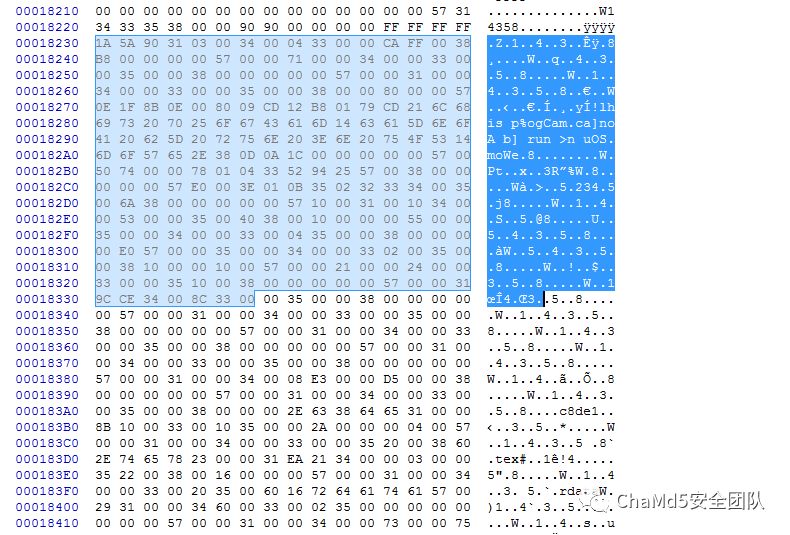 00018210 00 00 00 00 00 00 00 00 00 00 00 00 00 00 57 31 ..............W1
00018220 34 33 35 38 00 00 90 90 00 00 00 00 FF FF FF FF 4358........ÿÿÿÿ
00018230 1A 5A 90 31 03 00 34 00 04 33 00 00 CA FF 00 38 .Z.1..4..3..Êÿ.8
00018240 B8 00 00 00 00 57 00 00 71 00 00 34 00 00 33 00 ¸....W..q..4..3.
00018250 00 35 00 00 38 00 00 00 00 00 57 00 00 31 00 00 .5..8.....W..1..
00018260 34 00 00 33 00 00 35 00 00 38 00 00 80 00 00 57 4..3..5..8..€..W
00018270 0E 1F 8B 0E 00 80 09 CD 12 B8 01 79 CD 21 6C 68 ..‹..€.Í.¸.yÍ!lh
00018280 69 73 20 70 25 6F 67 43 61 6D 14 63 61 5D 6E 6F is p%ogCam.ca]no
00018290 41 20 62 5D 20 72 75 6E 20 3E 6E 20 75 4F 53 14 A b] run >n uOS.
000182A0 6D 6F 57 65 2E 38 0D 0A 1C 00 00 00 00 00 57 00 moWe.8........W.
000182B0 50 74 00 00 78 01 04 33 52 94 25 57 00 38 00 00 Pt..x..3R”%W.8..
000182C0 00 00 00 57 E0 00 3E 01 0B 35 02 32 33 34 00 35 ...Wà.>..5.234.5
000182D0 00 6A 38 00 00 00 00 00 57 10 00 31 00 10 34 00 .j8.....W..1..4.
000182E0 00 53 00 00 35 00 40 38 00 10 00 00 00 55 00 00 .S..5.@8.....U..
000182F0 35 00 00 34 00 00 33 00 04 35 00 00 38 00 00 00 5..4..3..5..8...
00018300 00 E0 57 00 00 35 00 00 34 00 00 33 02 00 35 00 .àW..5..4..3..5.
00018310 00 38 10 00 00 10 00 57 00 00 21 00 00 24 00 00 .8.....W..!..$..
00018320 33 00 00 35 10 00 38 00 00 00 00 00 57 00 00 31 3..5..8.....W..1
00018330 9C CE 34 00 8C 33 00 00 35 00 00 38 00 00 00 00 œÎ4.Œ3..5..8....
00018340 00 57 00 00 31 00 00 34 00 00 33 00 00 35 00 00 .W..1..4..3..5..
00018350 38 00 00 00 00 00 57 00 00 31 00 00 34 00 00 33 8.....W..1..4..3
00018360 00 00 35 00 00 38 00 00 00 00 00 57 00 00 31 00 ..5..8.....W..1.
00018370 00 34 00 00 33 00 00 35 00 00 38 00 00 00 00 00 .4..3..5..8.....
00018380 57 00 00 31 00 00 34 00 08 E3 00 00 D5 00 00 38 W..1..4..ã..Õ..8
00018390 00 00 00 00 00 57 00 00 31 00 00 34 00 00 33 00 .....W..1..4..3.
000183A0 00 35 00 00 38 00 00 00 2E 63 38 64 65 31 00 00 .5..8....c8de1..
000183B0 8B 10 00 33 00 10 35 00 00 2A 00 00 00 04 00 57 ‹..3..5..*.....W
000183C0 00 00 31 00 00 34 00 00 33 00 00 35 20 00 38 60 ..1..4..3..5 .8`
000183D0 2E 74 65 78 23 00 00 31 EA 21 34 00 00 03 00 00 .tex#..1ê!4.....
000183E0 35 22 00 38 00 16 00 00 00 57 00 00 31 00 00 34 5".8.....W..1..4
000183F0 00 00 33 00 20 35 00 60 16 72 64 61 74 61 57 00 ..3. 5.`.rda
00018400 29 31 00 00 34 60 00 33 00 02 35 00 00 00 00 00 )1..4`.3..5.
00018410 00 00 00 57 00 00 31 00 00 34 00 00 73 00 00 75 ...W..1..4..s..u
ChaMd5安全团队